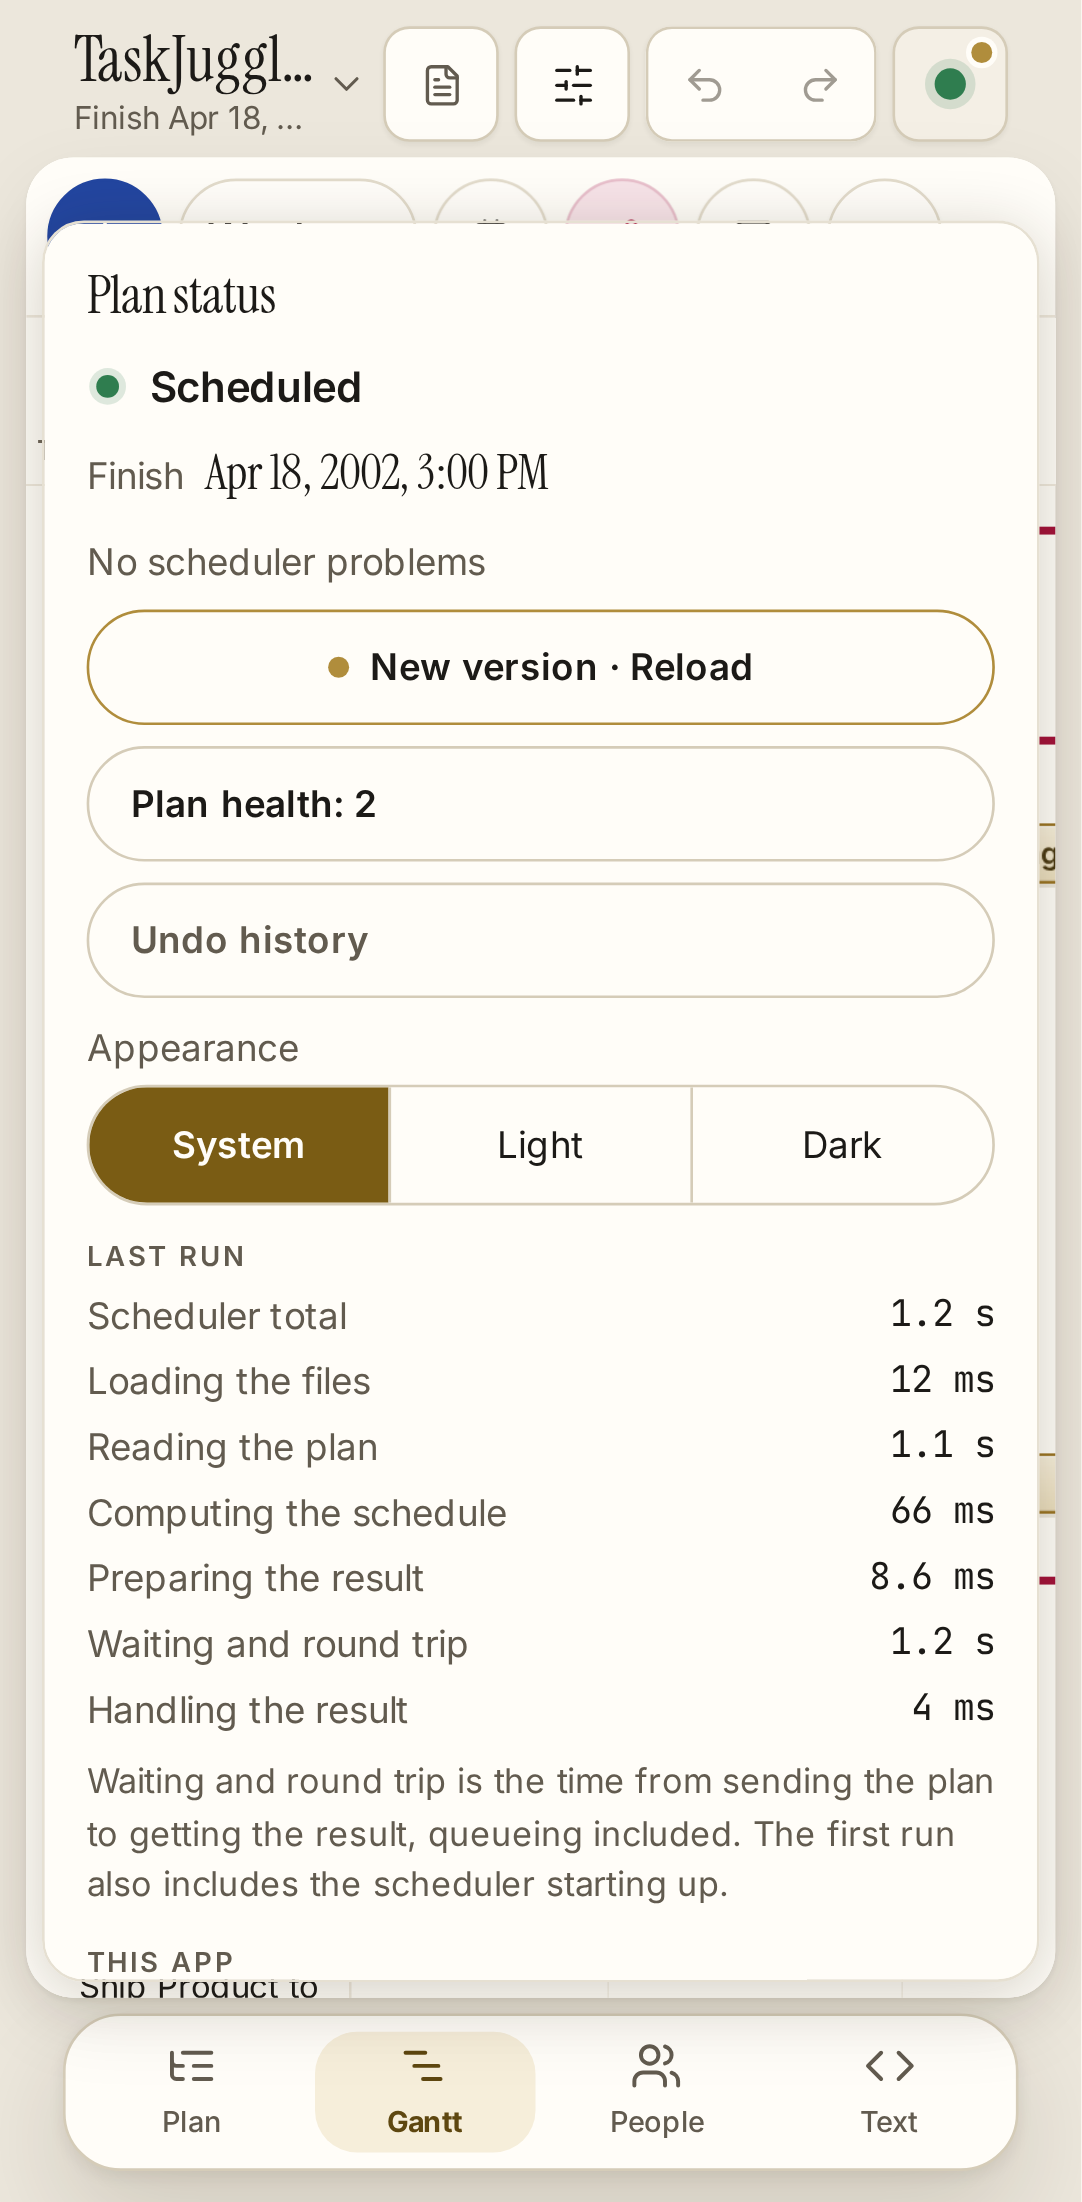 TaskJuggl...
Finish Apr 18, ...
Plan status
Scheduled
Finish Apr 18, 2002, 3:00 PM
No scheduler problems
New version · Reload
Plan health: 2
Undo history
Appearance
System Light Dark
LAST RUN
Scheduler total 1.2 s
Loading the files 12 ms
Reading the plan 1.1 s
Computing the schedule 66 ms
Preparing the result 8.6 ms
Waiting and round trip 1.2 s
Handling the result 4 ms
Waiting and round trip is the time from sending the plan
to getting the result, queueing included. The first run
also includes the scheduler starting up.
THIS APP
Ship Product to
Plan Gantt People Text